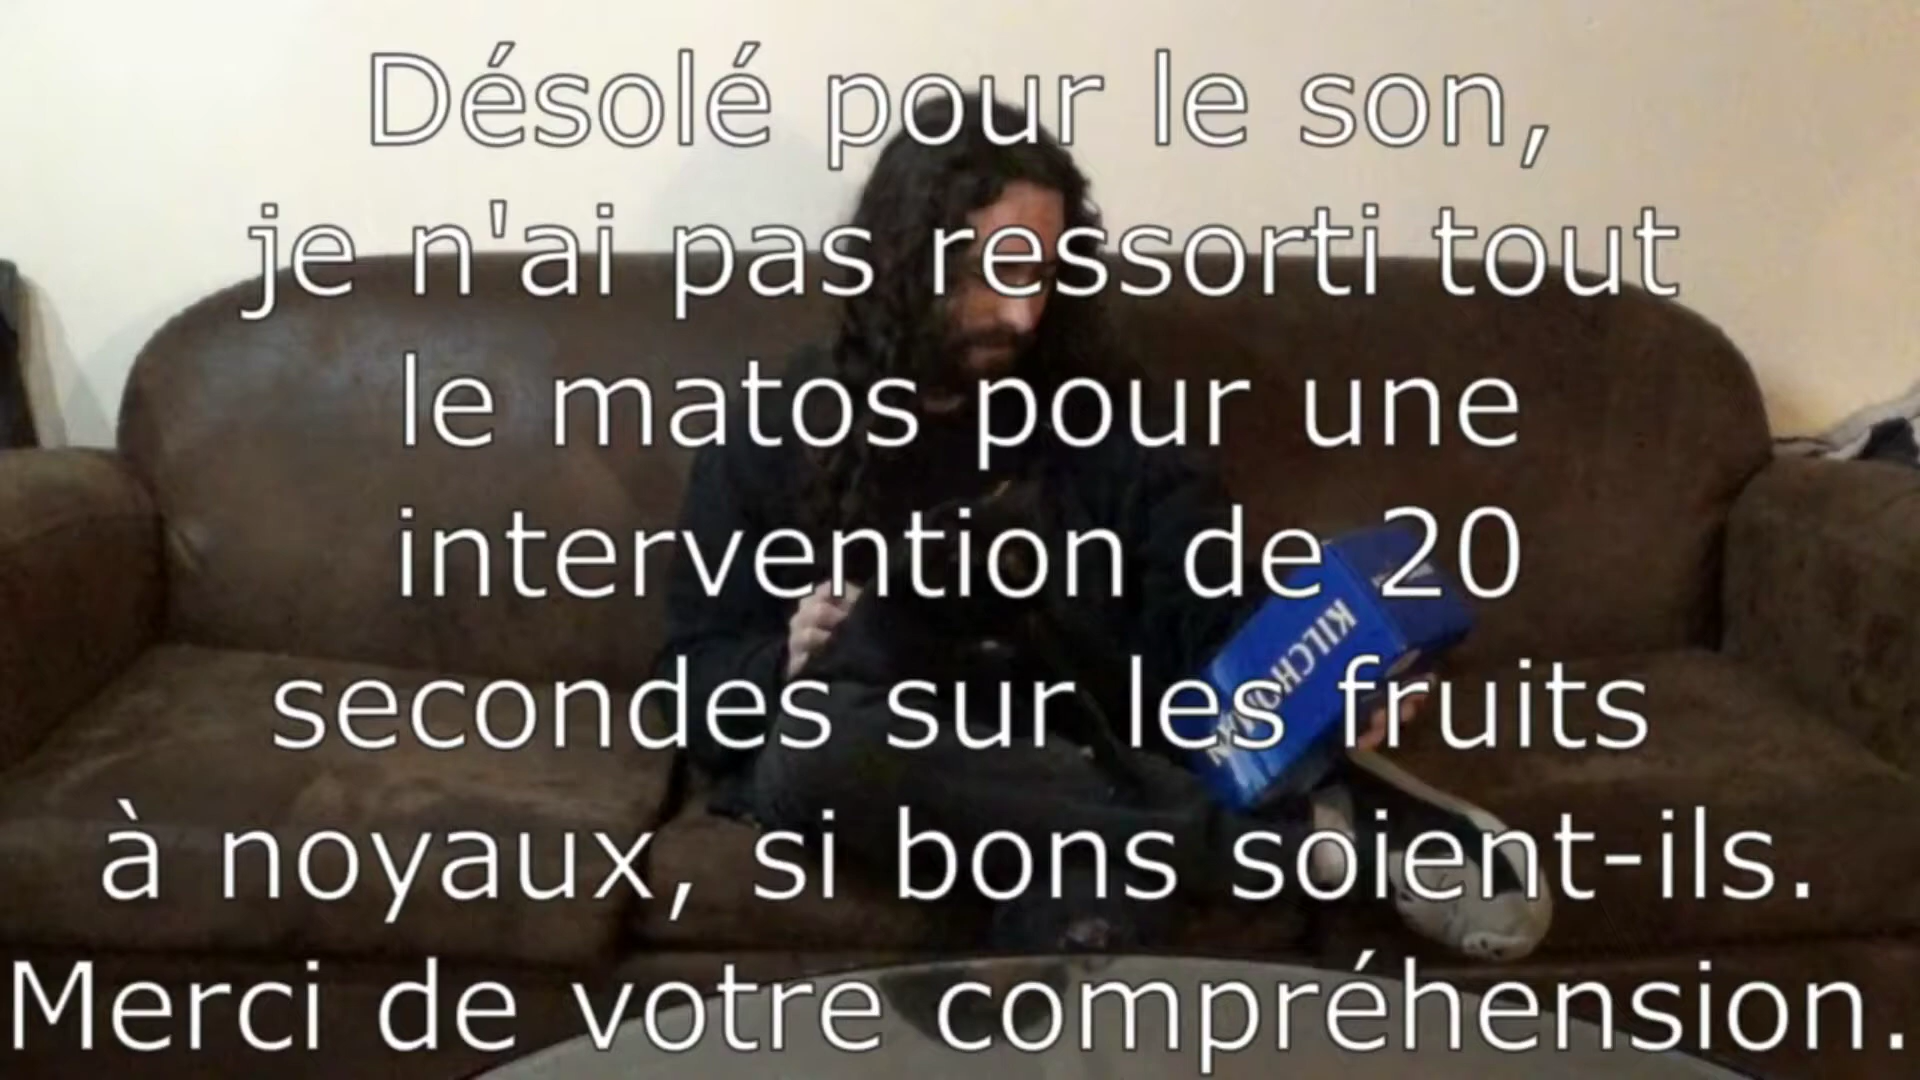 Désolé pour le son,
je n'ai pas ressorti tout
le matos pour une
intervention de 20
secondes sur les fruits
à noyaux, si bons soient-ils.
Merci de votre compréhension.
KILCHOMAN